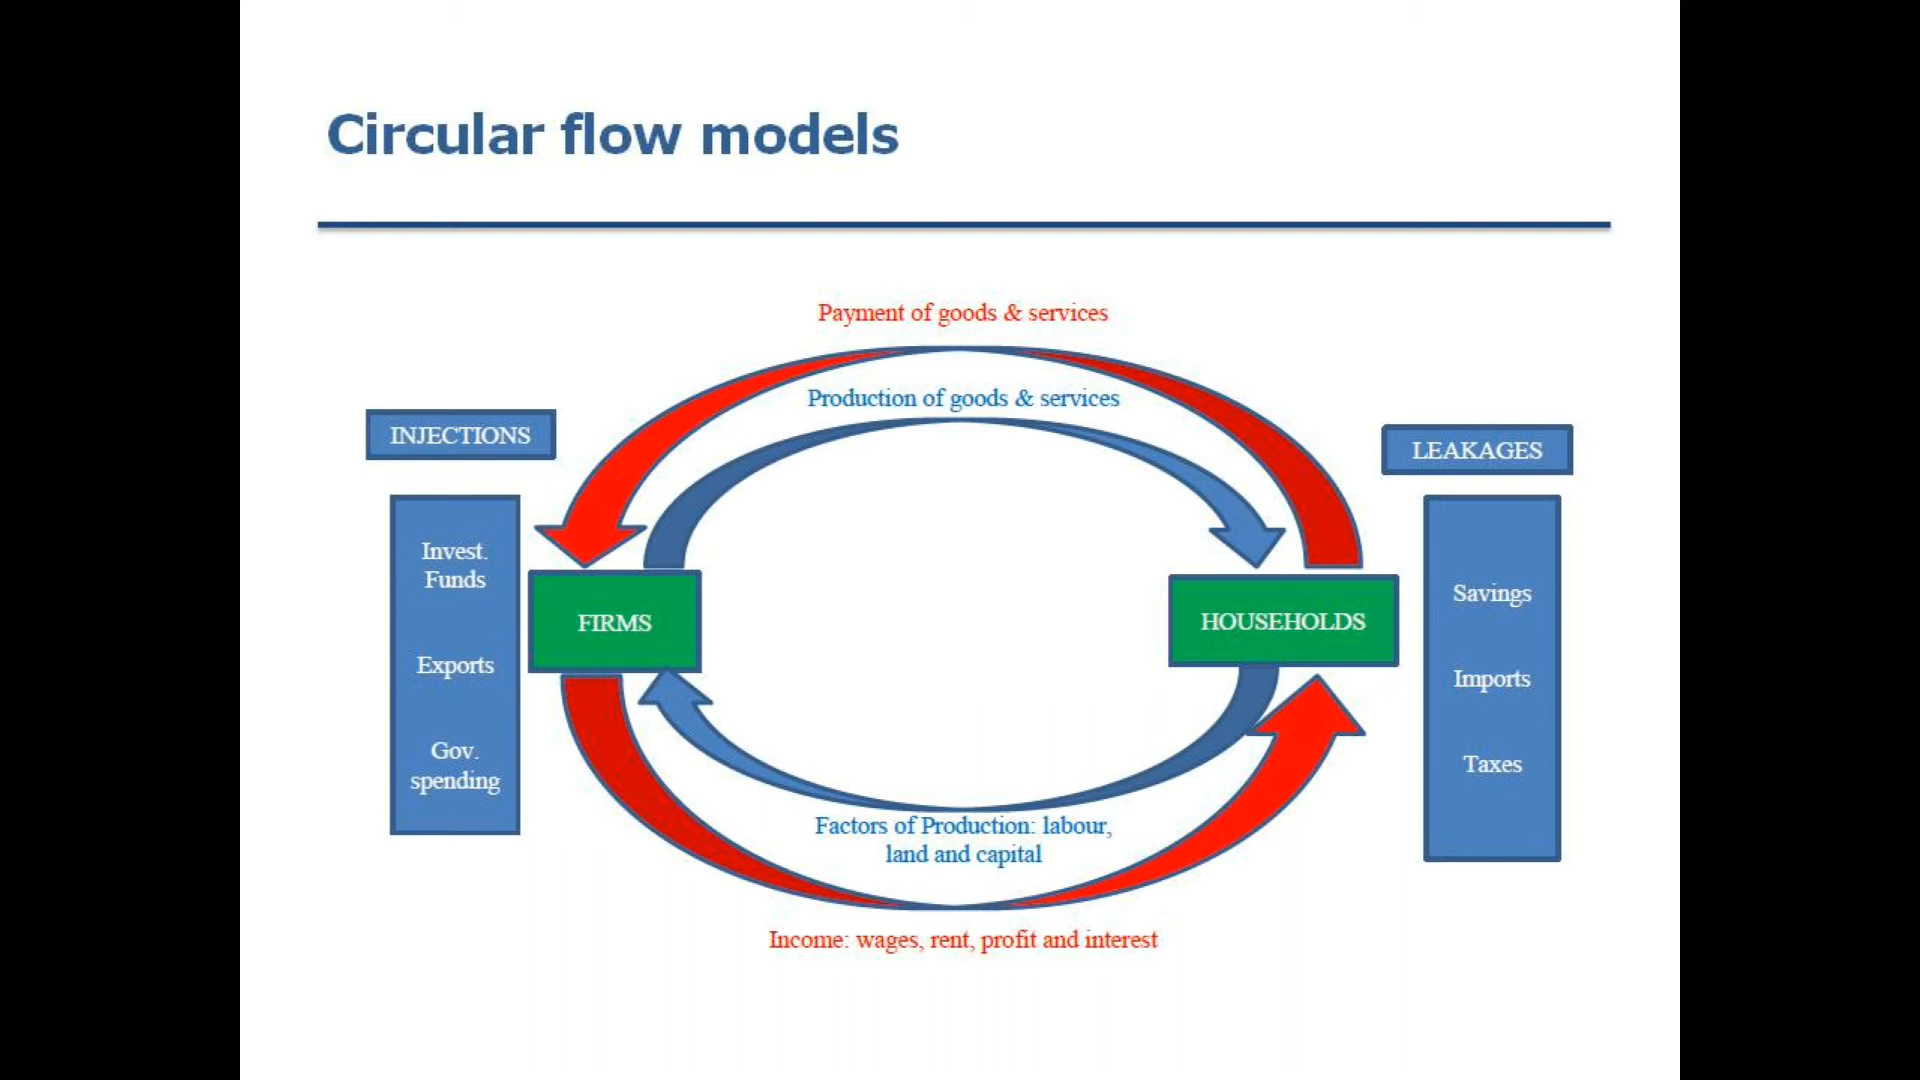 Circular flow models
Payment of goods & services
Production of goods & services
INJECTIONS
LEAKAGES
Invest.
Funds
Exports
Gov.
spending
FIRMS
HOUSEHOLDS
Savings
Imports
Taxes
Factors of Production: labour,
land and capital
Income: wages, rent, profit and interest